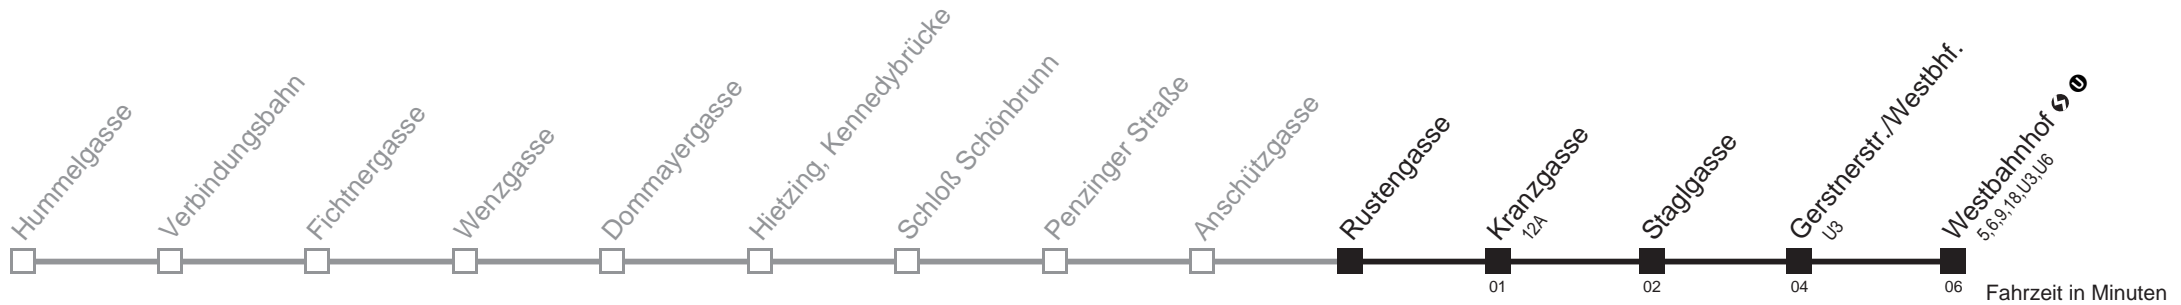 Hummelgasse
Verbindungsbahn
Fichtnergasse
Wenzgasse
Dommayergasse
Hietzing, Kennedybrücke
Schloß Schönbrunn
Penzinger Straße
Anschützgasse
Rustengasse
Kranzgasse
12A
Staglgasse
Gerstnerstr./Westbhf.
U3
Westbahnhof U
5,6,9,18,U3,U6
01
02
04
06
Fahrzeit in Minuten